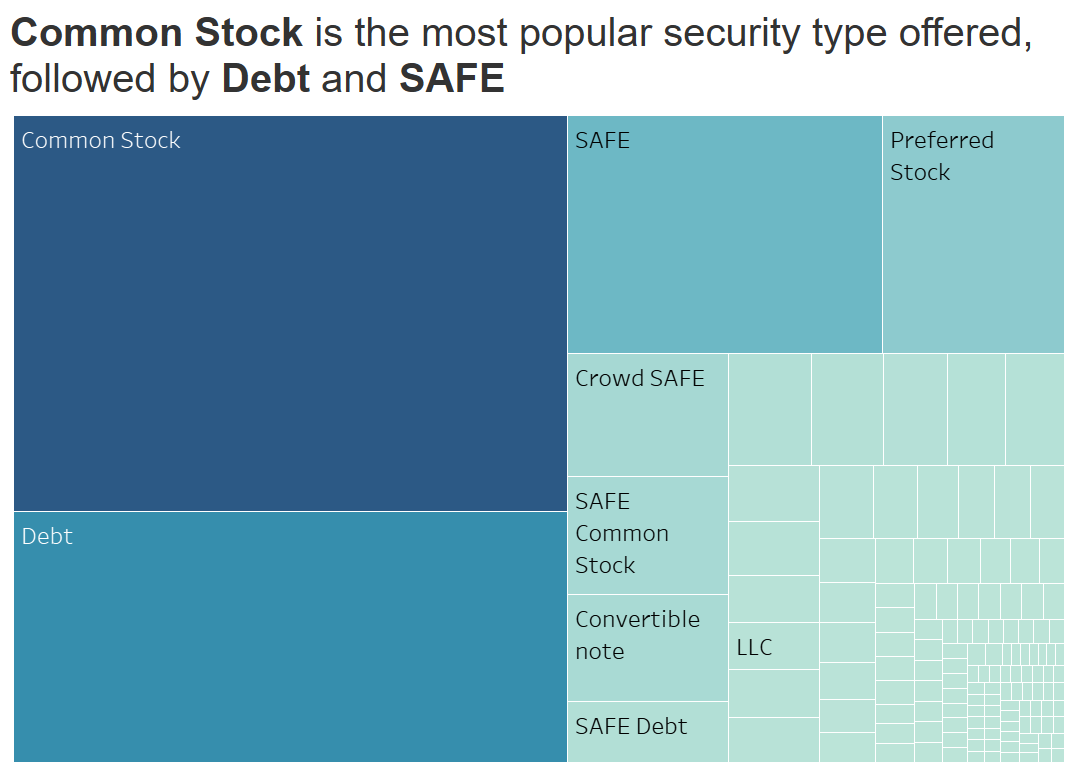 Common Stock is the most popular security type offered,
followed by Debt and SAFE
Common Stock
SAFE
Preferred
Stock
Crowd SAFE
SAFE
Common
Stock
Debt
Convertible
note
LLC
SAFE Debt